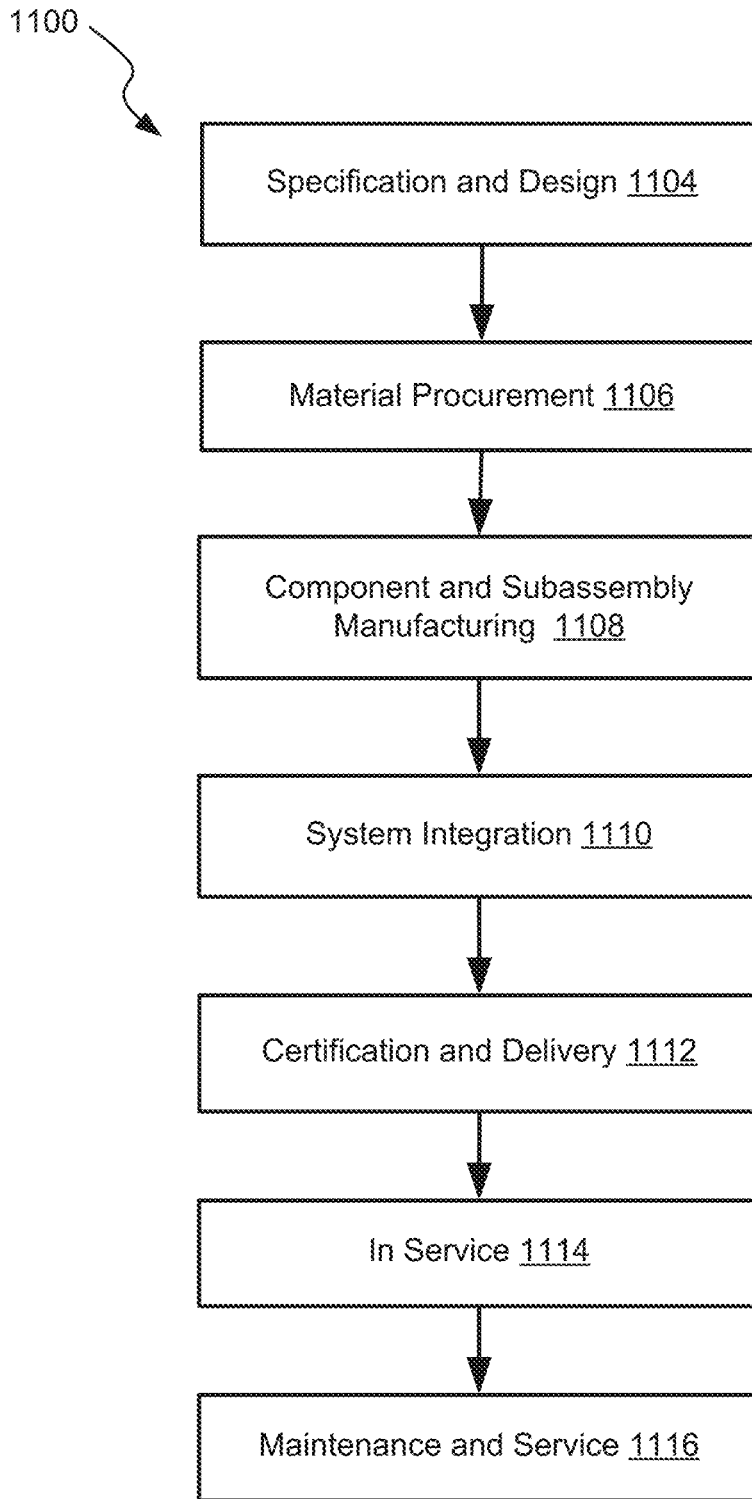 1100
Specification and Design 1104
Material Procurement 1106
Component and Subassembly
Manufacturing 1108
System Integration 1110
Certification and Delivery 1112
In Service 1114
Maintenance and Service 1116